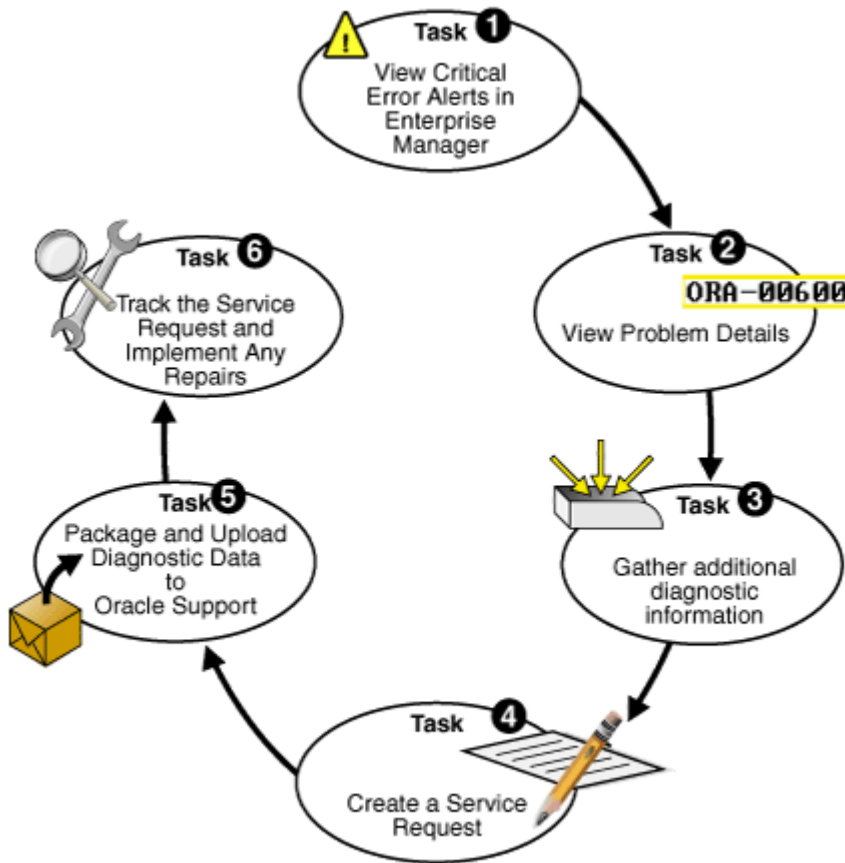 Task 1
View Critical
Error Alerts in
Enterprise
Manager
Task 2
ORA-00600
View Problem Details
Task 3
Gather additional
diagnostic
information
Task 4
Create a Service
Request
Task 5
Package and Upload
Diagnostic Data
to
Oracle Support
Task 6
Track the Service
Request and
Implement Any
Repairs